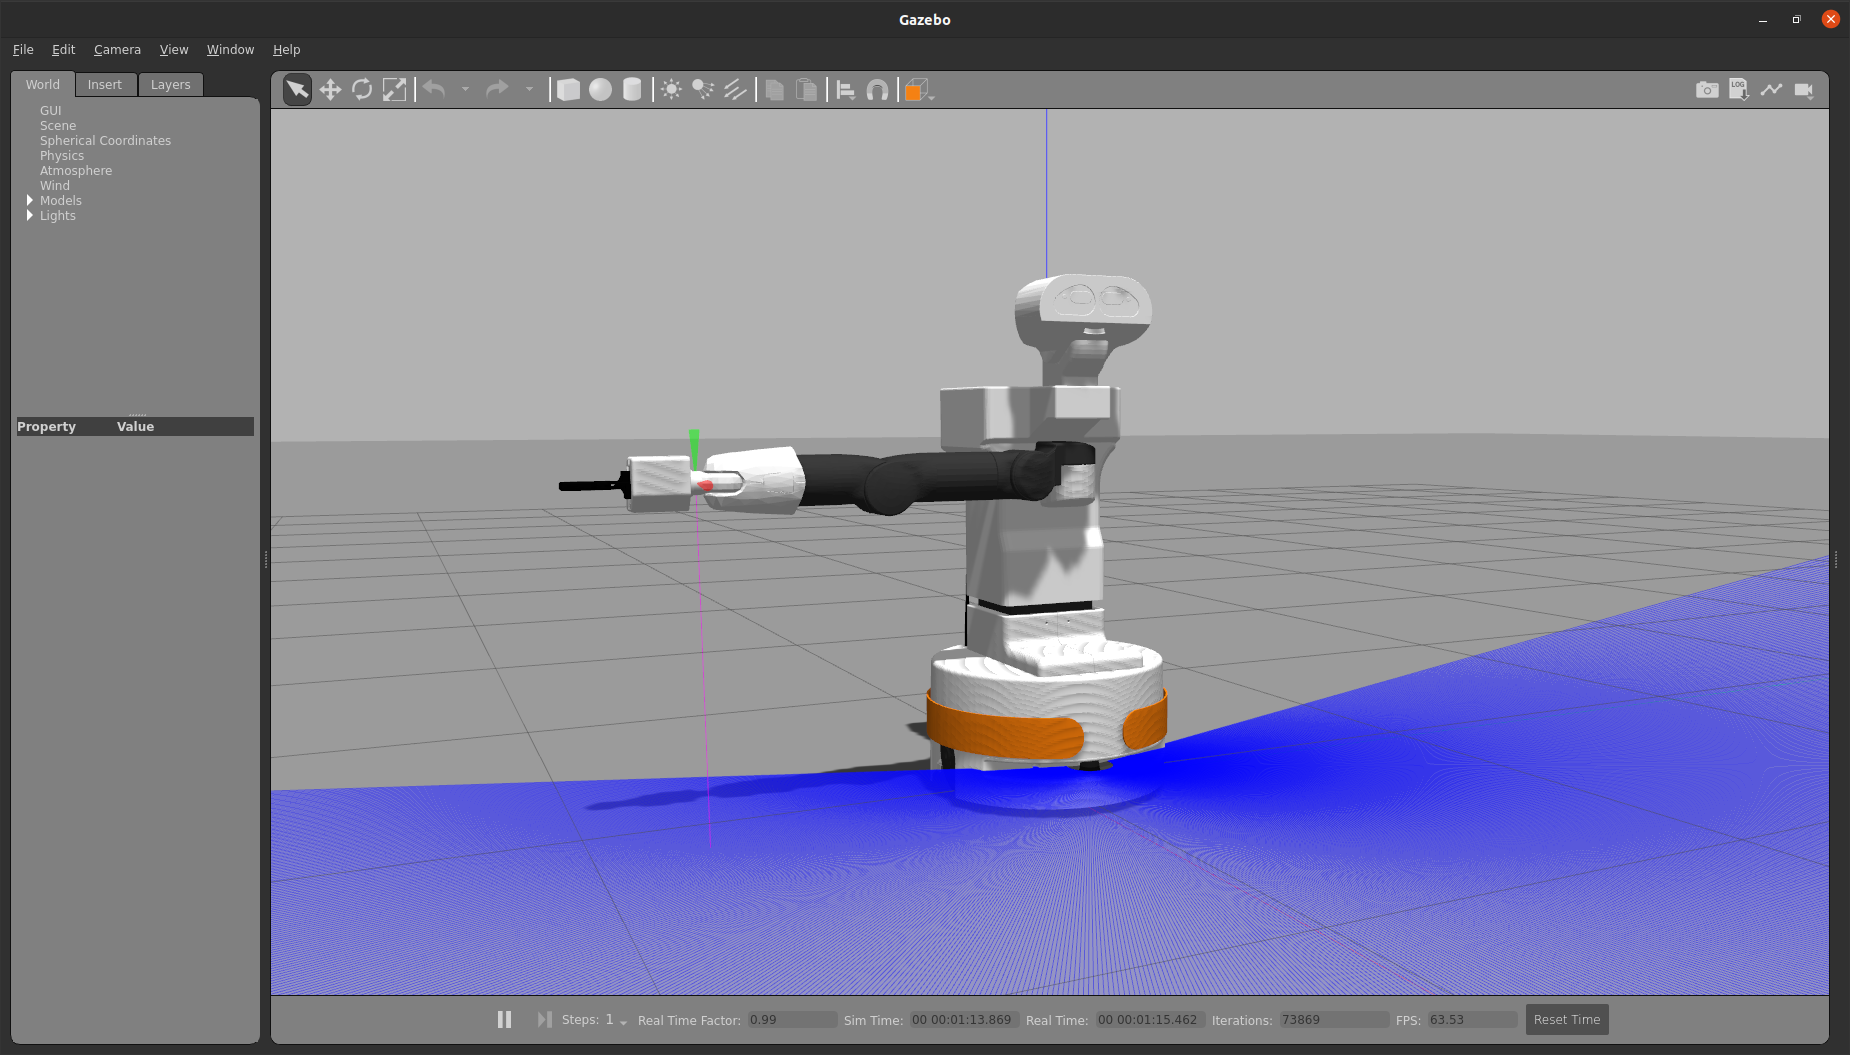 Gazebo
File Edit Camera View Window Help
World Insert Layers
GUI
Scene
Spherical Coordinates
Physics
Atmosphere
Wind
Models
Lights
Property Value
LOG
Steps: 1 Real Time Factor: 0.99 Sim Time: 00 00:01:13.869 Real Time: 00 00:01:15.462 Iterations: 73869 FPS: 63.53 Reset Time